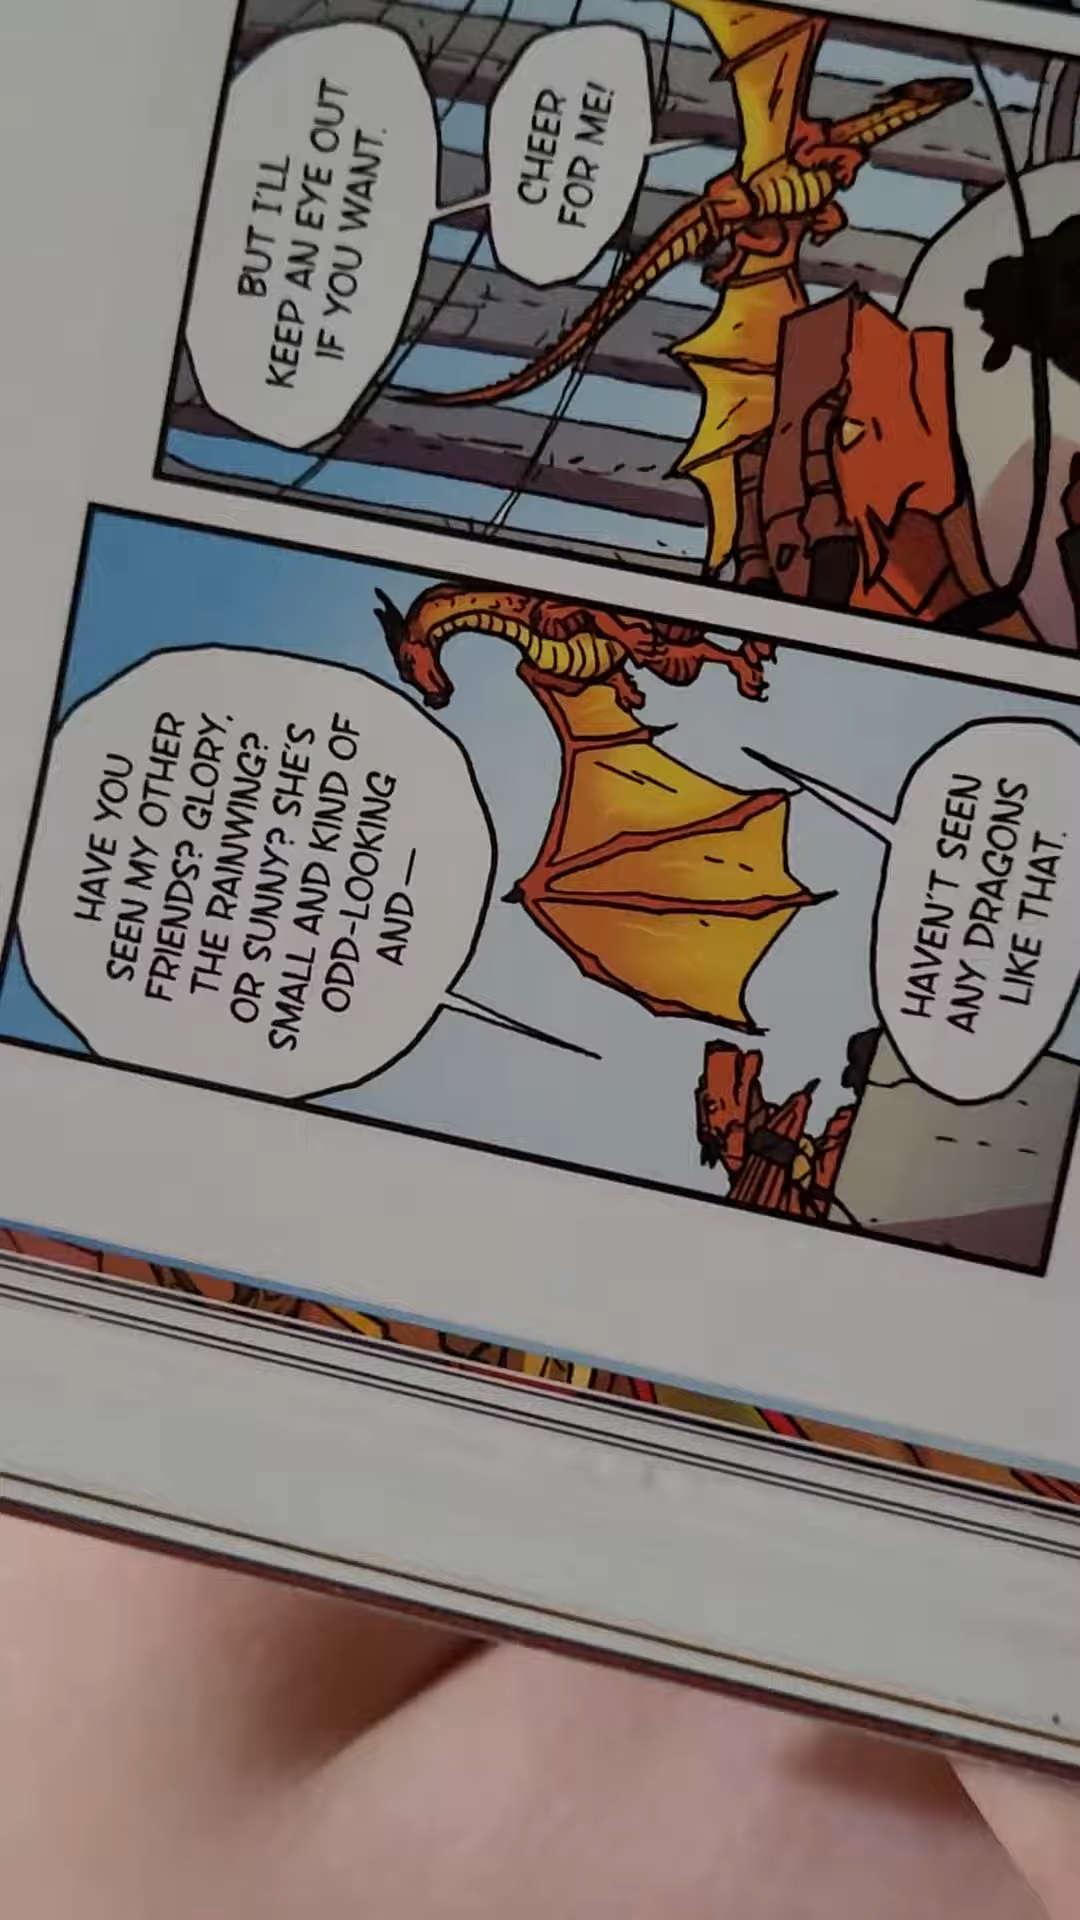 HAVE YOU
SEEN MY OTHER
FRIENDS? GLORY,
THE RAINWING?
OR SUNNY? SHE'S
SMALL AND KIND OF
ODD-LOOKING
AND—
HAVEN'T SEEN
ANY DRAGONS
LIKE THAT.
BUT I'LL
KEEP AN EYE OUT
IF YOU WANT.
CHEER
FOR ME!